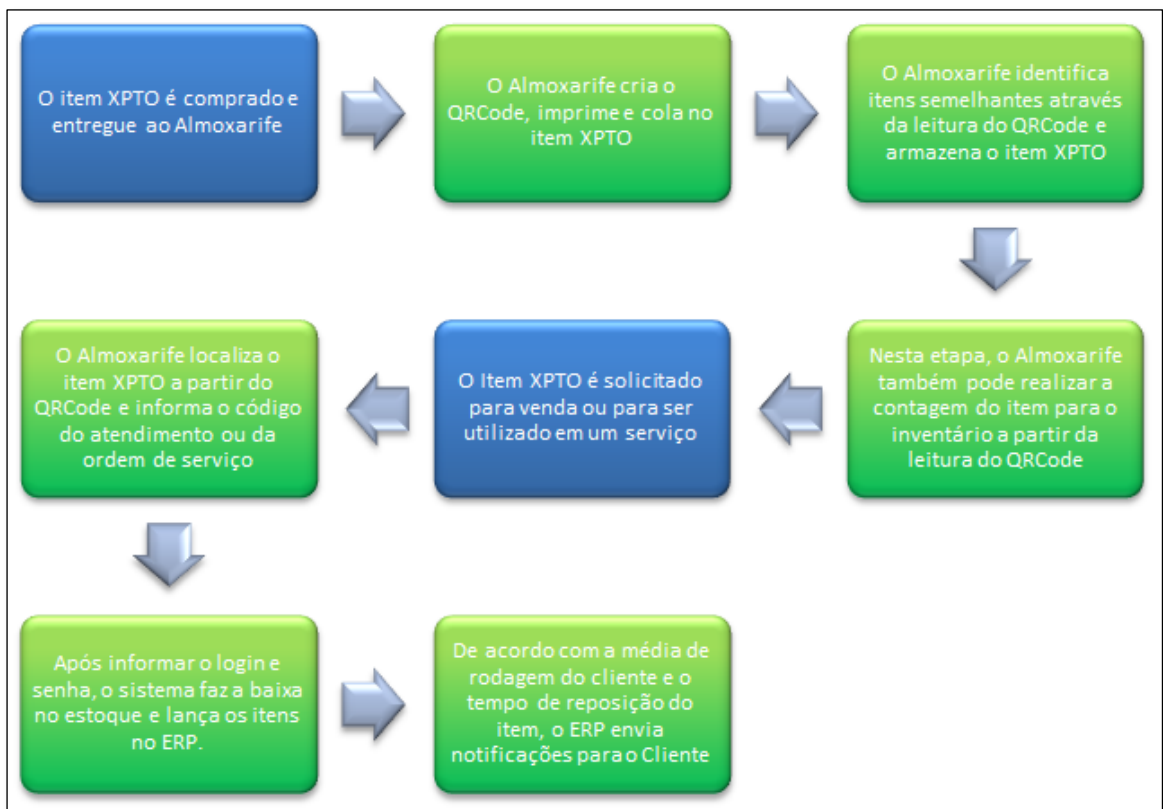 O item XPTO é comprado e
entregue ao Almoxarife
O Almoxarife cria o
QRCode, imprime e cola no
item XPTO
O Almoxarife identifica
itens semelhantes através
da leitura do QRCode e
armazena o item XPTO
Nesta etapa, o Almoxarife
também pode realizar a
contagem do item para o
inventário a partir da
leitura do QRCode
O Item XPTO é solicitado
para venda ou para ser
utilizado em um serviço
O Almoxarife localiza o
item XPTO a partir do
QRCode e informa o código
do atendimento ou da
ordem de serviço
Após informar o login e
senha, o sistema faz a baixa
no estoque e lança os itens
no ERP.
De acordo com a média de
rodagem do cliente e o
tempo de reposição do
item, o ERP envia
notificações para o Cliente